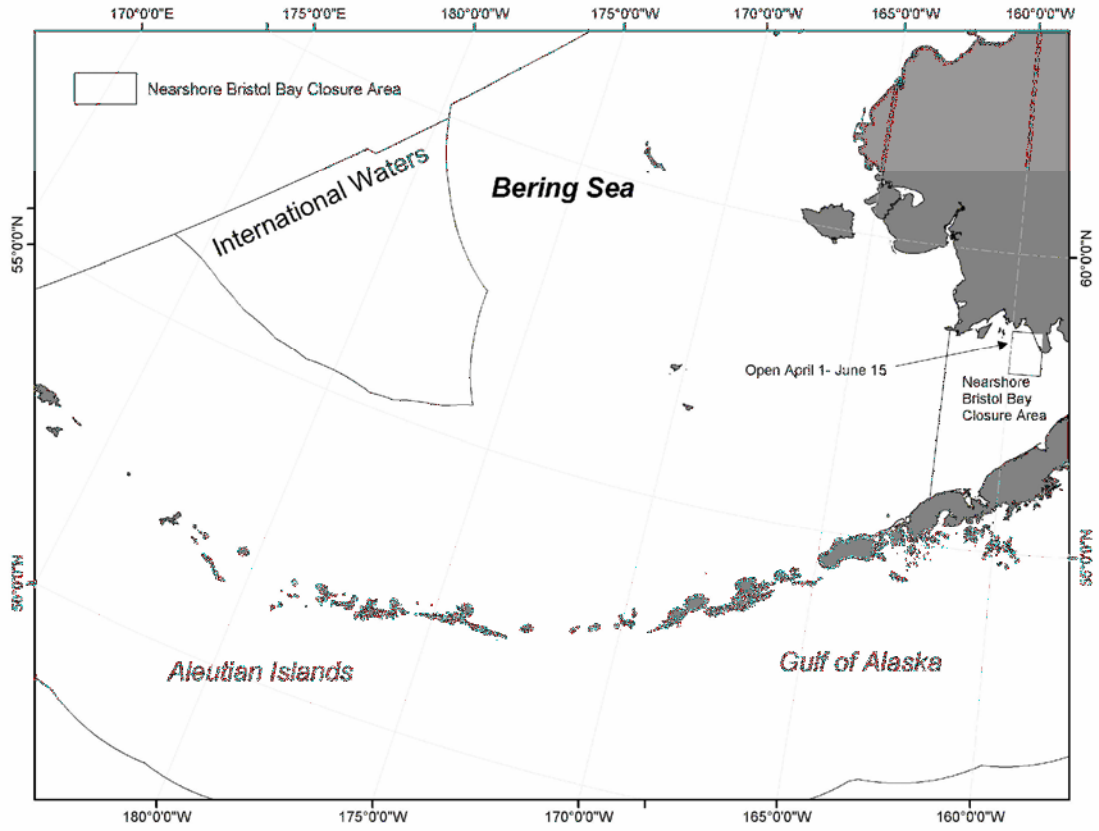 170°0'0"E 175°0'0"E 180°0'0"W 175°0'0"W 170°0'0"W 165°0'0"W 160°0'0"W
Nearshore Bristol Bay Closure Area
International Waters
Bering Sea
55°0'0"N
60°0'0"N
Open April 1- June 15
Nearshore
Bristol Bay
Closure Area
50°0'0"N
55°0'0"N
Aleutian Islands
Gulf of Alaska
180°0'0"W 175°0'0"W 170°0'0"W 165°0'0"W 160°0'0"W